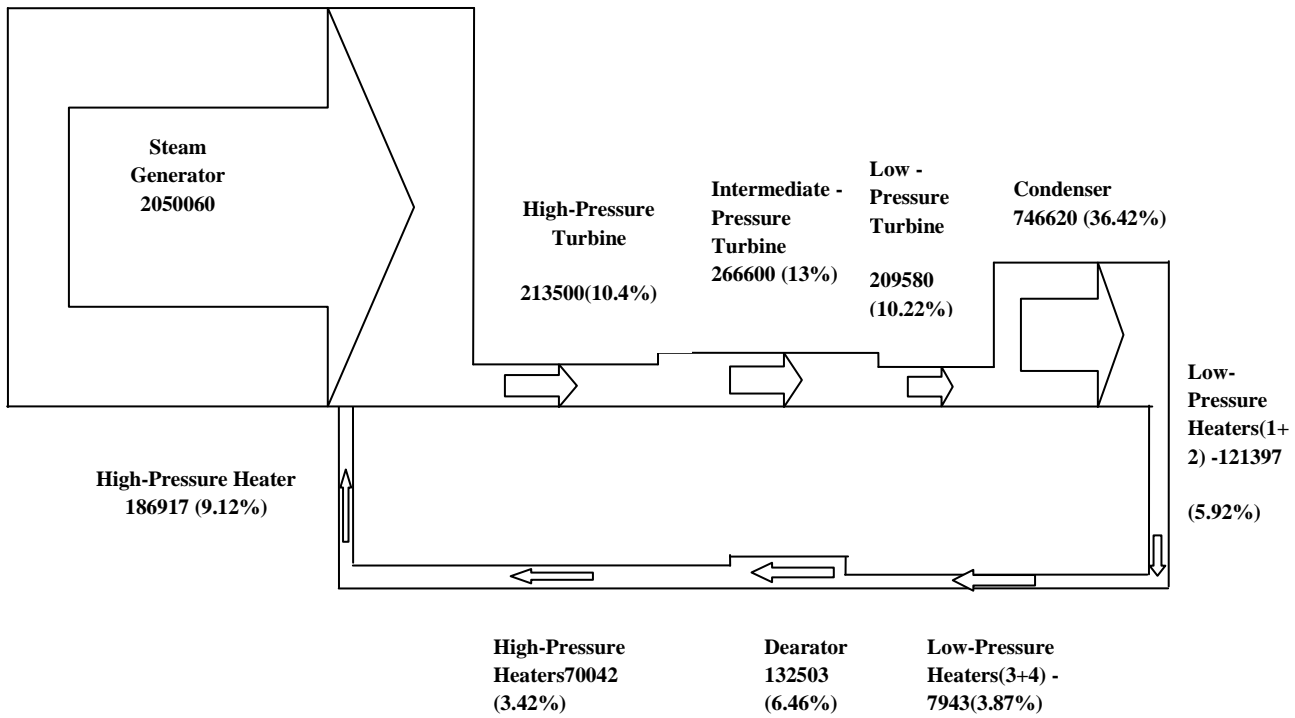 Steam
Generator
2050060
High-Pressure
Turbine
213500(10.4%)
Intermediate -
Pressure
Turbine
266600 (13%)
Low -
Pressure
Turbine
209580
(10.22%)
Condenser
746620 (36.42%)
Low-
Pressure
Heaters(1+
2) -121397
(5.92%)
High-Pressure Heater
186917 (9.12%)
High-Pressure
Heaters70042
(3.42%)
Dearator
132503
(6.46%)
Low-Pressure
Heaters(3+4) -
7943(3.87%)